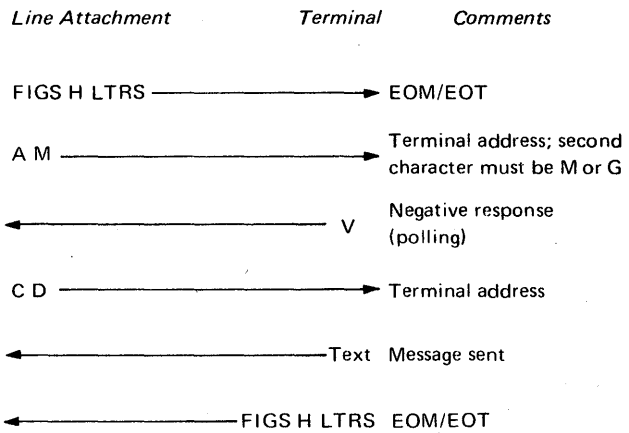 Line Attachment Terminal Comments
FIGS H LTRS EOM/EOT
A M Terminal address; second
character must be M or G
V Negative response
(polling)
C D Terminal address
Text Message sent
FIGS H LTRS EOM/EOT